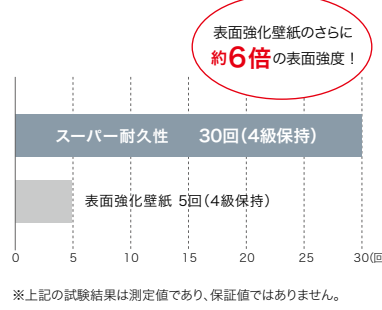 表面強化壁紙のさらに
約6倍の表面強度！
スーパー耐久性 30回(4級保持)
表面強化壁紙 5回(4級保持)
0 5 10 15 20 25 30(回
※上記の試験結果は測定値であり、保証値ではありません。